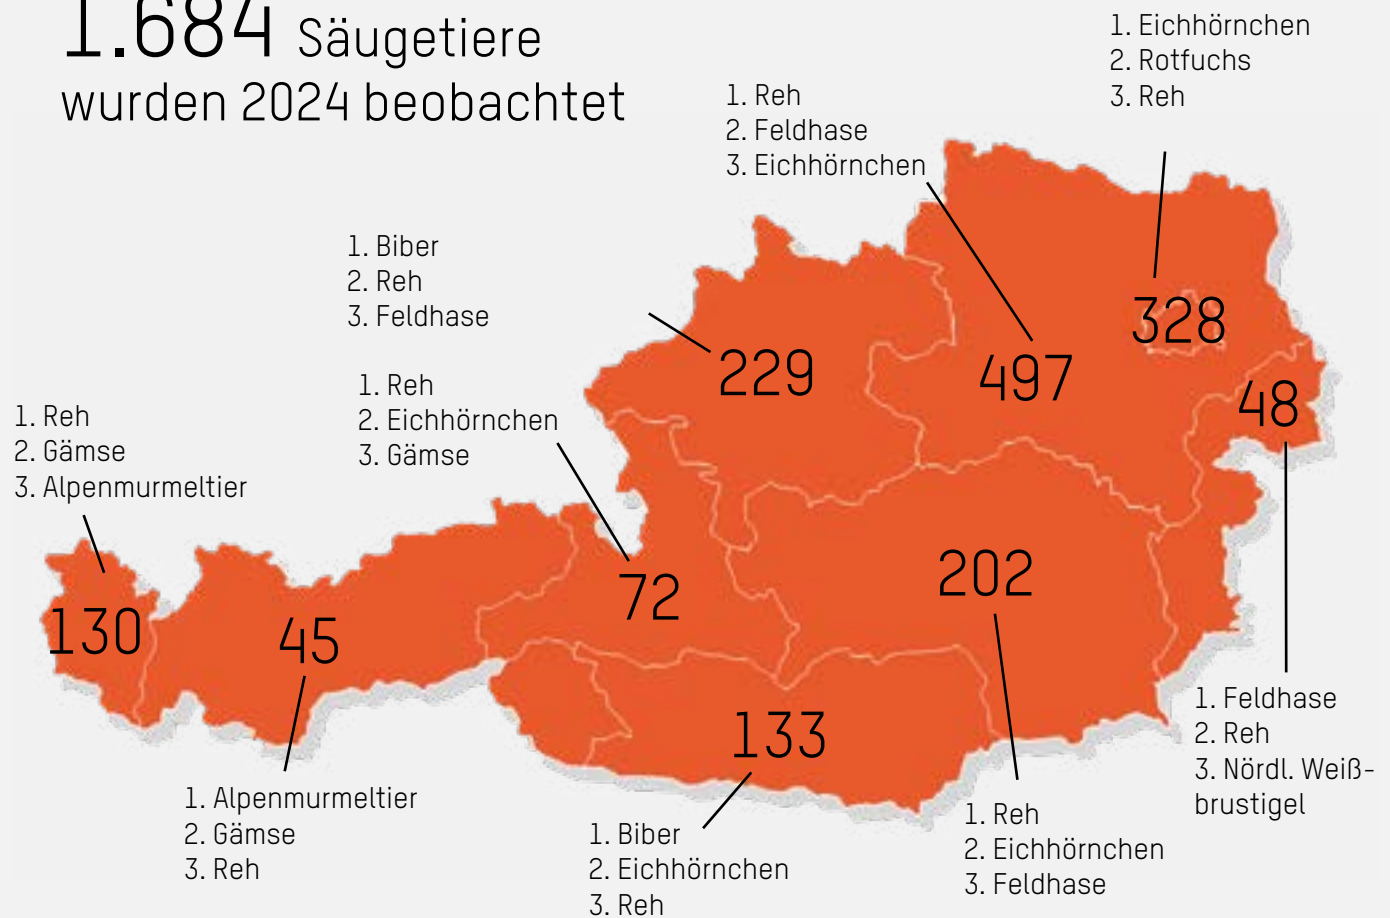 1.684 Säugetiere
wurden 2024 beobachtet
1. Eichhörnchen
2. Rotfuchs
3. Reh
1. Reh
2. Feldhase
3. Eichhörnchen
1. Biber
2. Reh
3. Feldhase
1. Reh
2. Eichhörnchen
3. Gämse
1. Reh
2. Gämse
3. Alpenmurmeltier
328
229
497
48
202
72
130
45
133
1. Feldhase
2. Reh
3. Nördl. Weiß-
brustigel
1. Alpenmurmeltier
2. Gämse
3. Reh
1. Biber
2. Eichhörnchen
3. Reh
1. Reh
2. Eichhörnchen
3. Feldhase